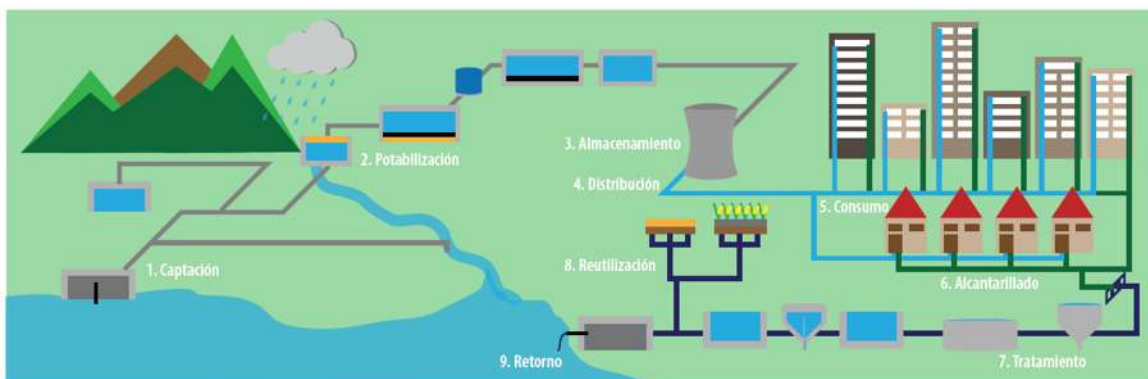 1. Captación
2. Potabilización
3. Almacenamiento
4. Distribución
5. Consumo
6. Alcantarillado
7. Tratamiento
8. Reutilización
9. Retorno